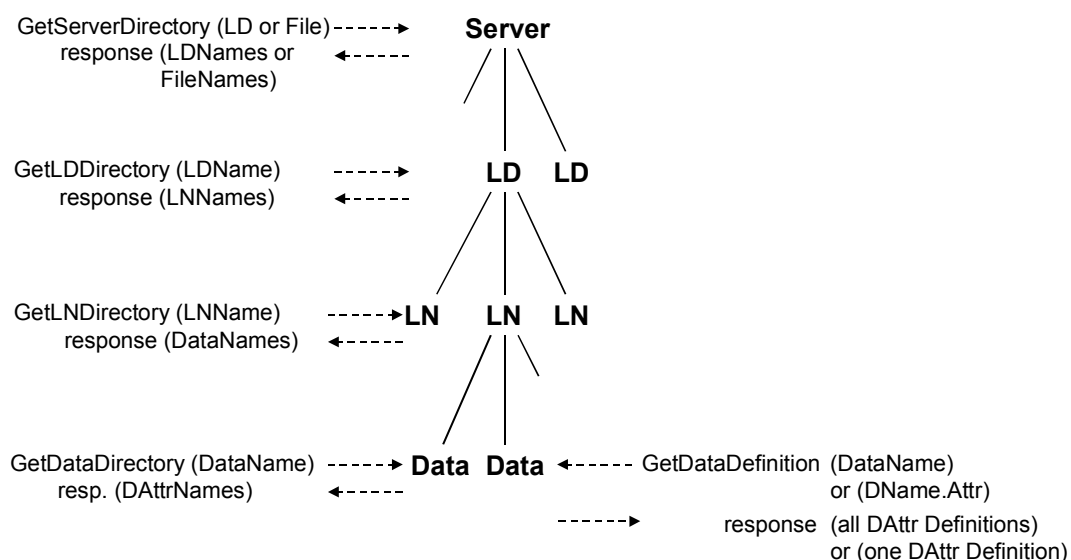 GetServerDirectory (LD or File)
response (LDNames or
FileNames)
Server
GetLDDirectory (LDName)
response (LNNames)
LD LD
GetLNDirectory (LNName)
response (DataNames)
LN LN LN
GetDataDirectory (DataName)
resp. (DAttrNames)
Data Data
GetDataDefinition (DataName)
or (DName.Attr)
response (all DAttr Definitions)
or (one DAttr Definition)